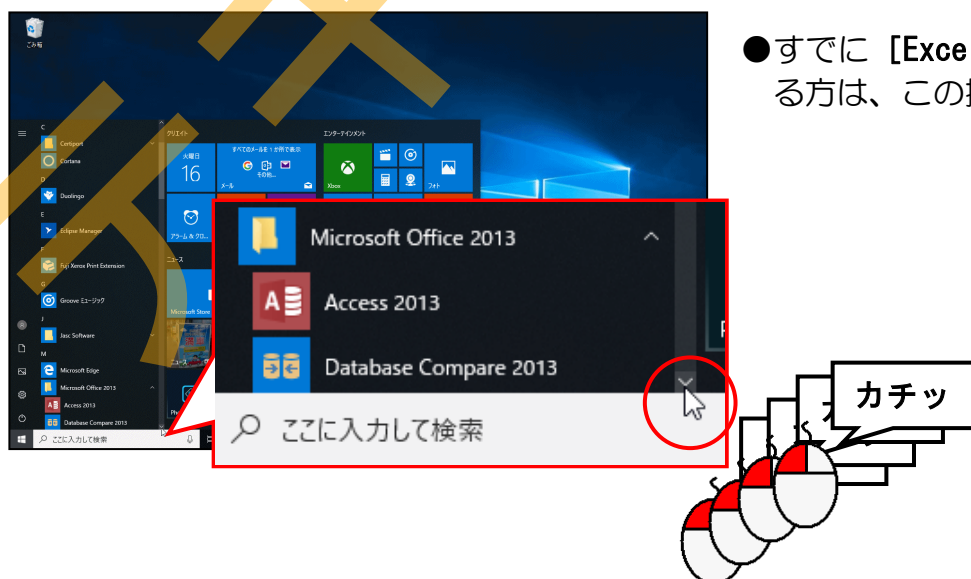 ごみ箱
●すでに [Exce
る方は、この
C
Certiport
Cortana
D
Duolingo
E
Eclipse Manager
F
Fuji Xerox Print Extension
G
Groove ミュージック
J
Jasc Software
M
Microsoft Edge
Microsoft Office 2013
Access 2013
Database Compare 2013
ここに入力して検索
クリエイト
火曜日
16
すべてのメールを 1 か所で表示
その他...
メール
アラーム & クロ...
ニュース
Microsoft Store
ニュース
エンターテインメント
Xbox
フォト
Microsoft Office 2013
Access 2013
Database Compare 2013
ここに入力して検索
カチッ